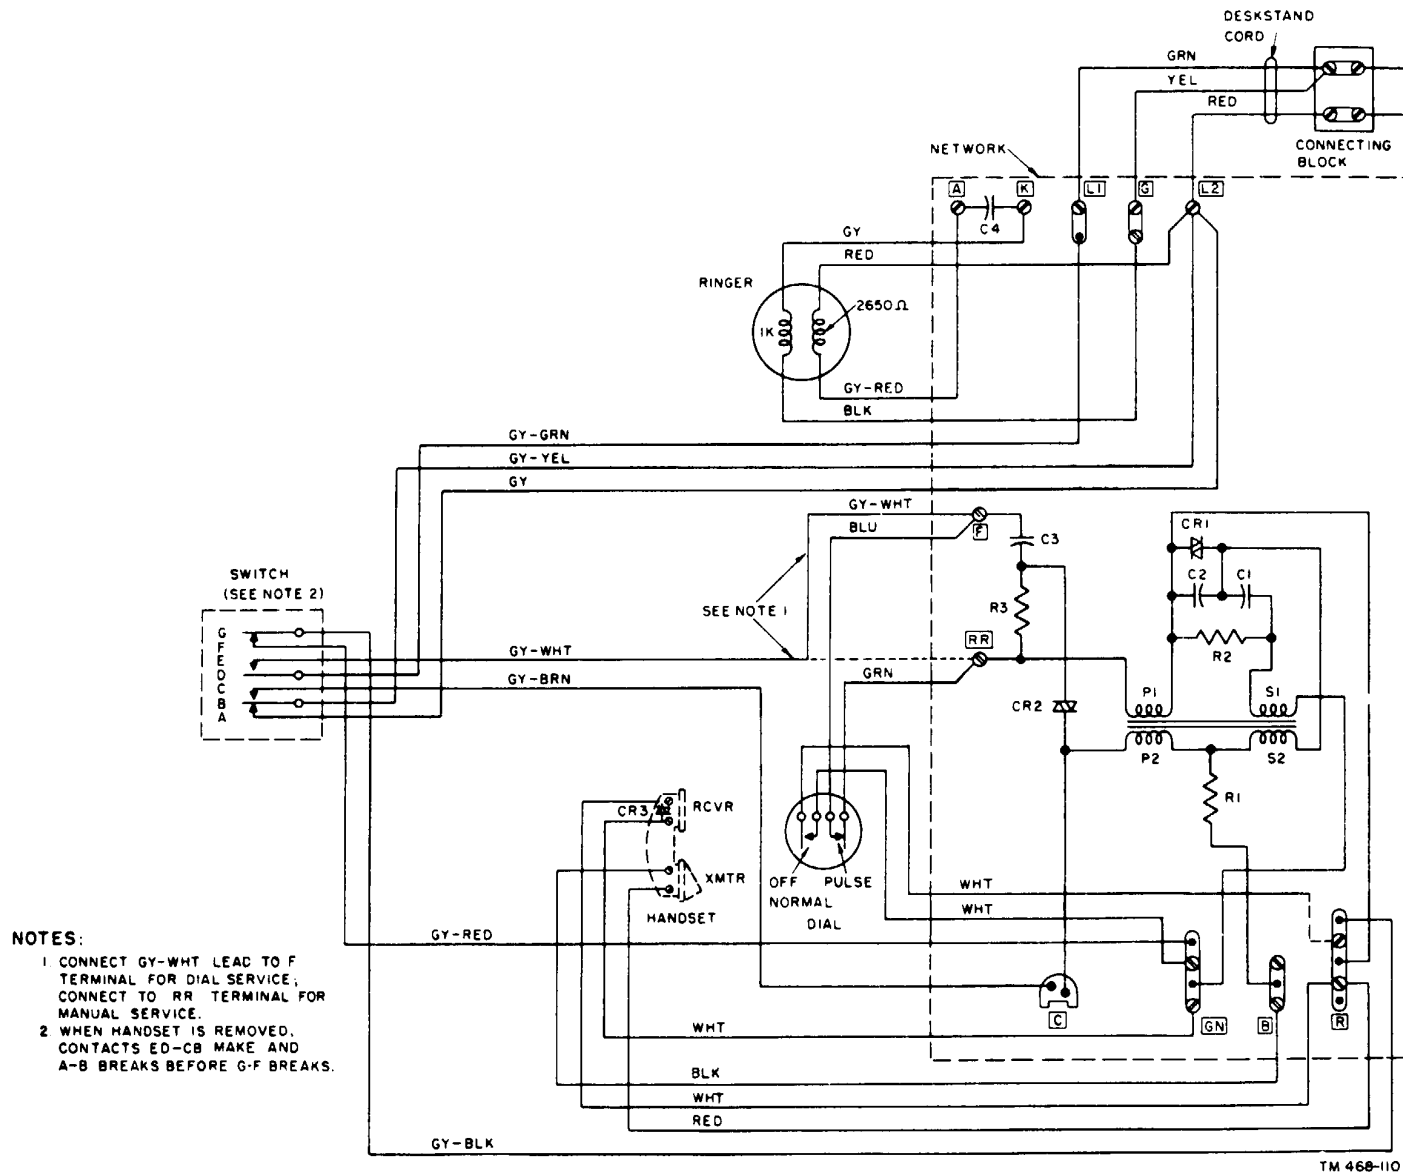 DESKSTAND
CORD
GRN
YEL
RED
CONNECTING
BLOCK
NETWORK
A
K
L1
G
L2
C4
GY
RED
RINGER
2650Ω
1K
GY-RED
BLK
GY-GRN
GY-YEL
GY
GY-WHT
BLU
F
C3
CR1
C2
C1
SWITCH
(SEE NOTE 2)
SEE NOTE 1
R3
R2
G
F
E
D
C
B
A
GY-WHT
RR
GY-BRN
GRN
CR2
P1
S1
P2
S2
R1
CR3
RCVR
XMTR
HANDSET
OFF
NORMAL
PULSE
DIAL
WHT
WHT
GY-RED
C
GN
B
R
WHT
BLK
WHT
RED
GY-BLK
NOTES:
1. CONNECT GY-WHT LEAD TO F
TERMINAL FOR DIAL SERVICE;
CONNECT TO RR TERMINAL FOR
MANUAL SERVICE.
2. WHEN HANDSET IS REMOVED,
CONTACTS ED-CB MAKE AND
A-B BREAKS BEFORE G-F BREAKS.
TM 468-110